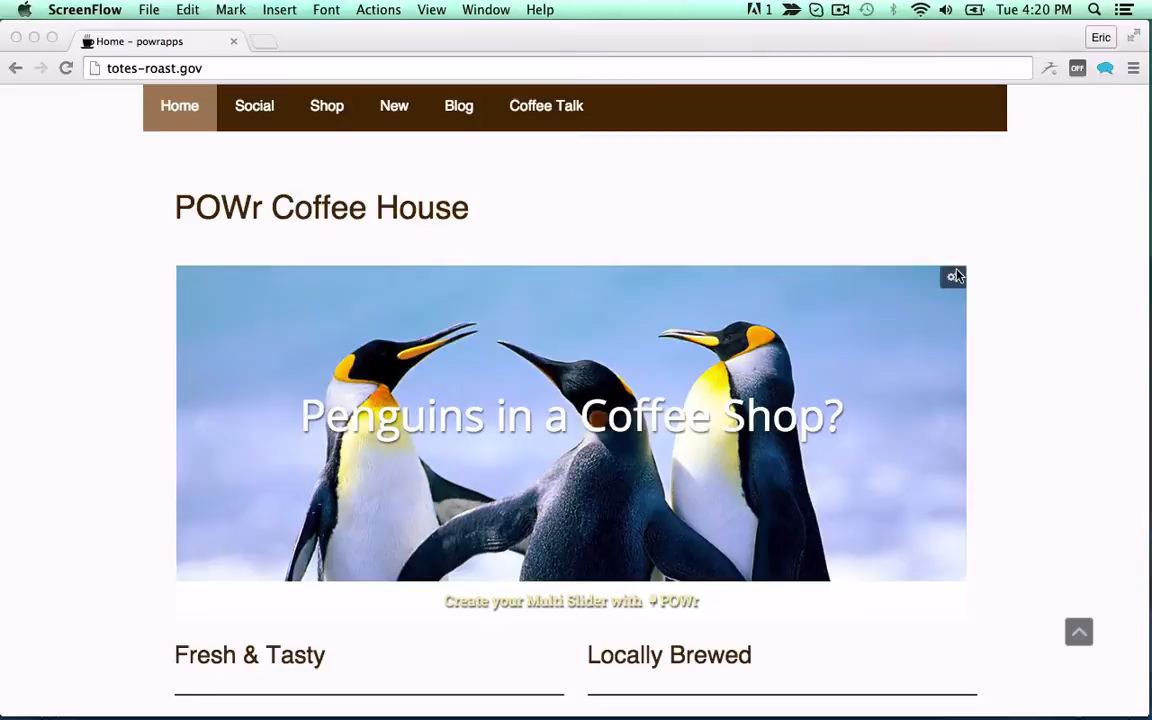 ScreenFlow File Edit Mark Insert Font Actions View Window Help 1 Tue 4:20 PM
Home - powrapps Eric
totes-roast.gov OFF
Home Social Shop New Blog Coffee Talk
POWr Coffee House
Penguins in a Coffee Shop?
Create your Multi Slider with POWr
Fresh & Tasty Locally Brewed